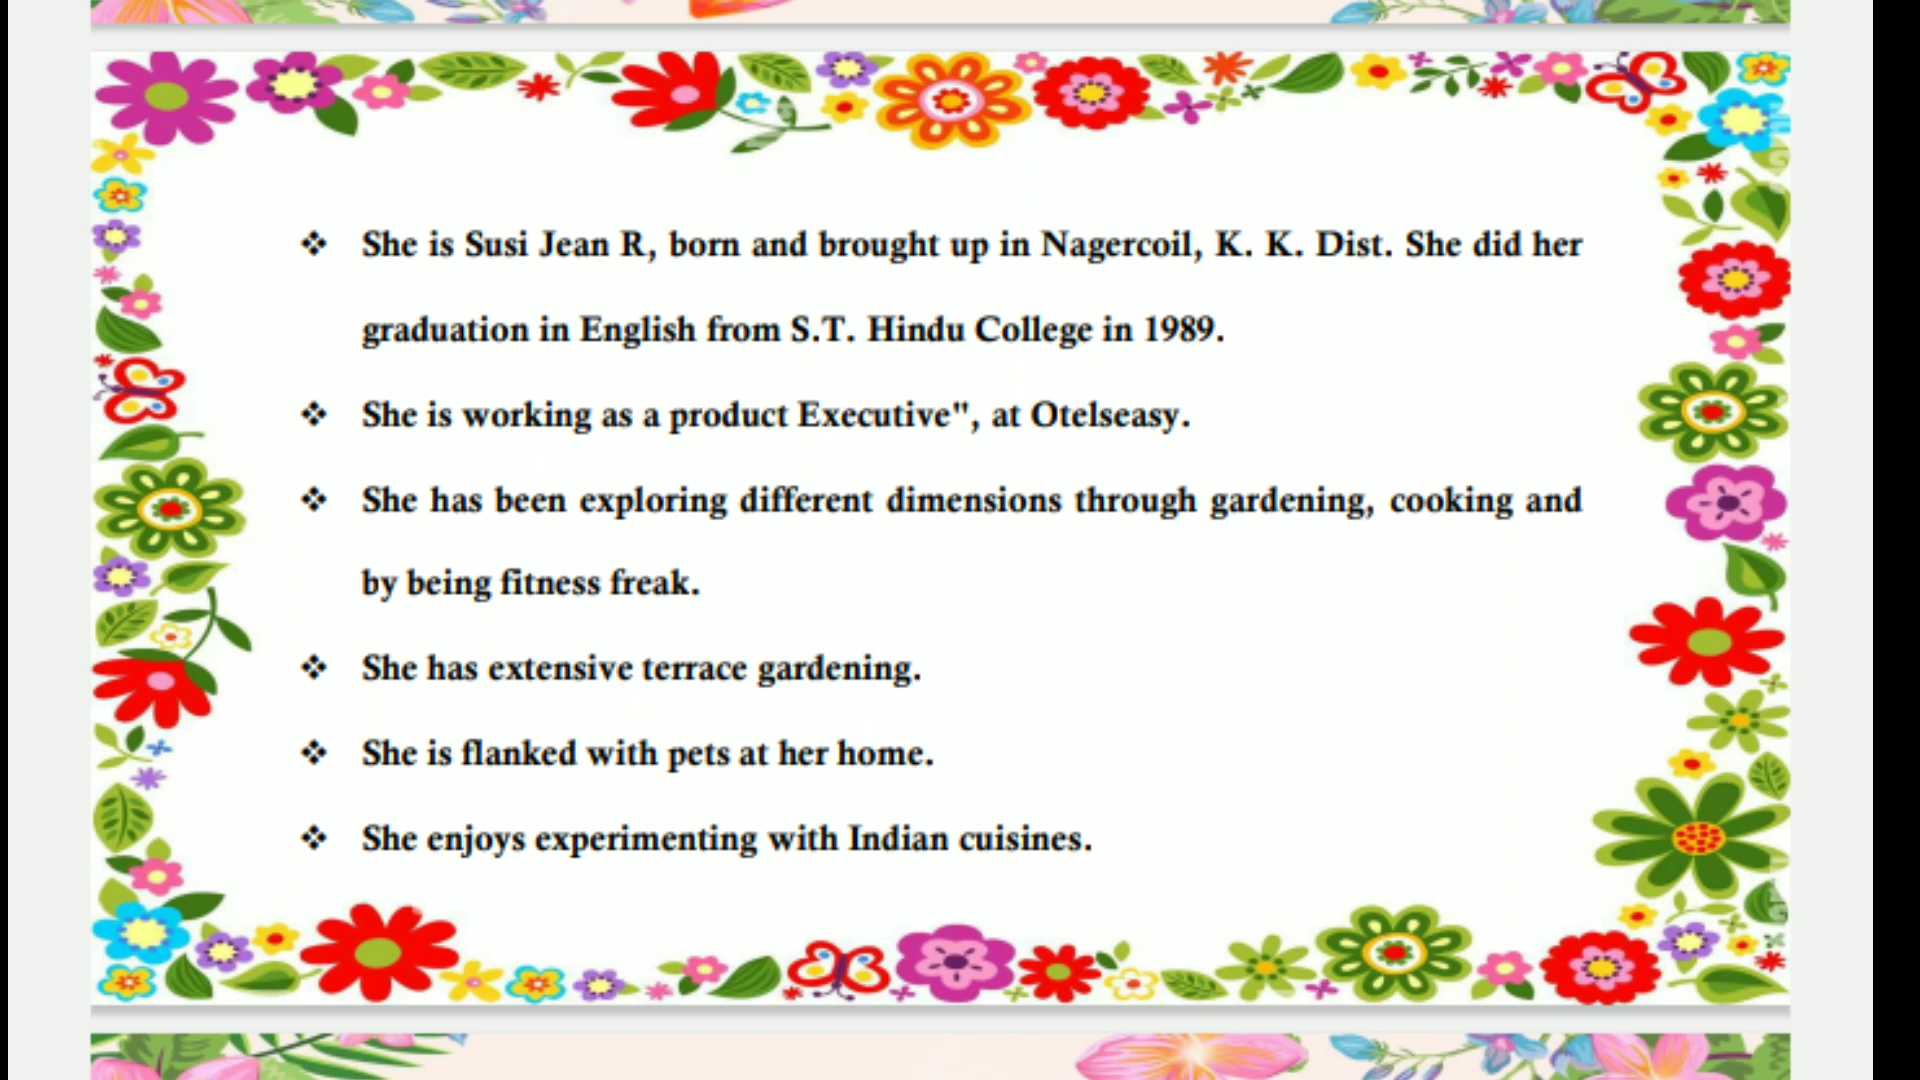 ❖ She is Susi Jean R, born and brought up in Nagercoil, K. K. Dist. She did her
graduation in English from S.T. Hindu College in 1989.
❖ She is working as a product Executive", at Otelseasy.
❖ She has been exploring different dimensions through gardening, cooking and
by being fitness freak.
❖ She has extensive terrace gardening.
❖ She is flanked with pets at her home.
❖ She enjoys experimenting with Indian cuisines.